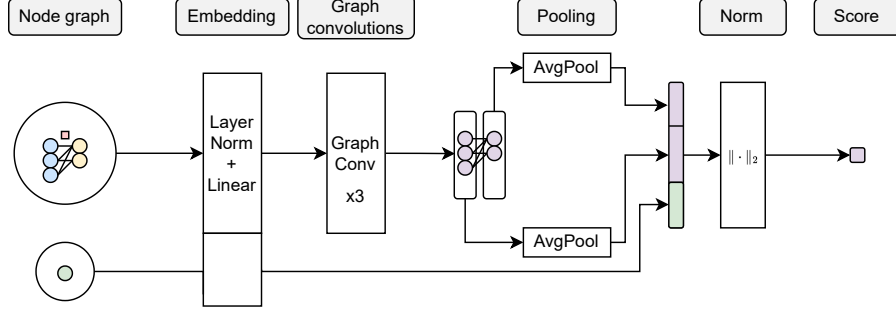 Node graph
Embedding
Graph
convolutions
Pooling
Norm
Score
AvgPool
Layer
Norm
+
Linear
Graph
Conv
x3
‖ · ‖₂
AvgPool